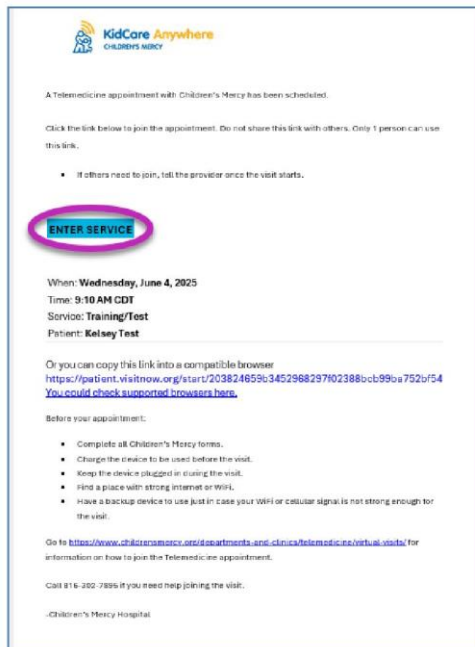 KidCare Anywhere
CHILDREN'S MERCY
A Telemedicine appointment with Children's Mercy has been scheduled.
Click the link below to join the appointment. Do not share this link with others. Only 1 person can use
this link.
If others need to join, tell the provider once the visit starts.
ENTER SERVICE
When: Wednesday, June 4, 2025
Time: 9:10 AM CDT
Service: Training/Test
Patient: Kelsey Test
Or you can copy this link into a compatible browser
https://patient.visitnow.org/start/203824659b3452968297f02388bcb99ba752bf54
You could check supported browsers here.
Before your appointment:
Complete all Children's Mercy forms.
Charge the device to be used before the visit.
Keep the device plugged in during the visit.
Find a place with strong internet or WiFi.
Have a backup device to use just in case your WiFi or cellular signal is not strong enough for
the visit.
Go to https://www.childrensmercy.org/departments-and-clinics/telemedicine/virtual-visits/ for
information on how to join the Telemedicine appointment.
Call 816-302-7895 if you need help joining the visit.
-Children's Mercy Hospital